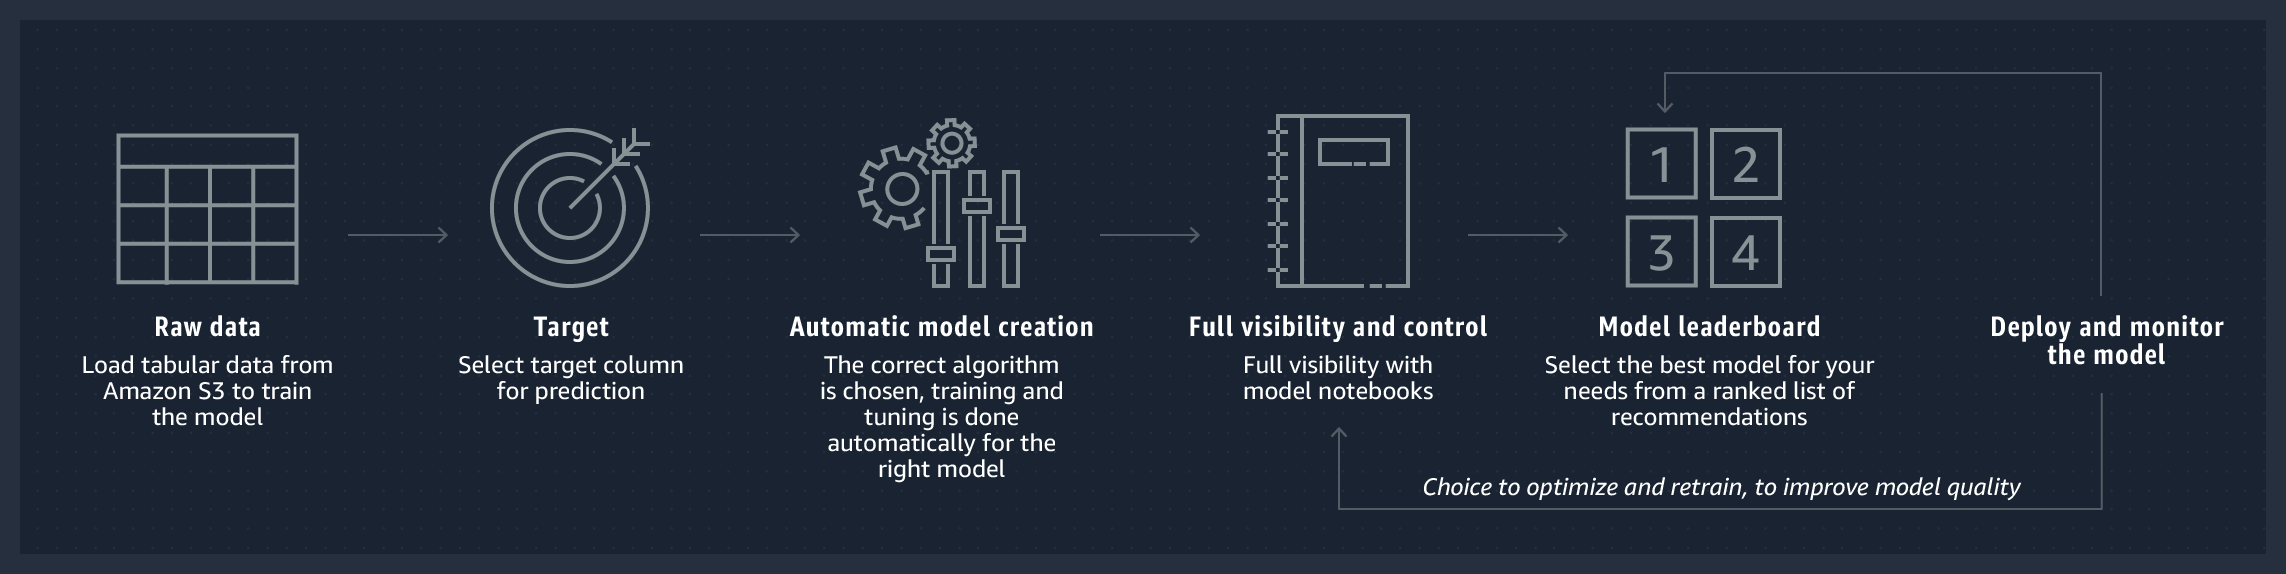 Raw data
Load tabular data from
Amazon S3 to train
the model
Target
Select target column
for prediction
Automatic model creation
The correct algorithm
is chosen, training and
tuning is done
automatically for the
right model
Full visibility and control
Full visibility with
model notebooks
1
2
3
4
Model leaderboard
Select the best model for your
needs from a ranked list of
recommendations
Deploy and monitor
the model
Choice to optimize and retrain, to improve model quality